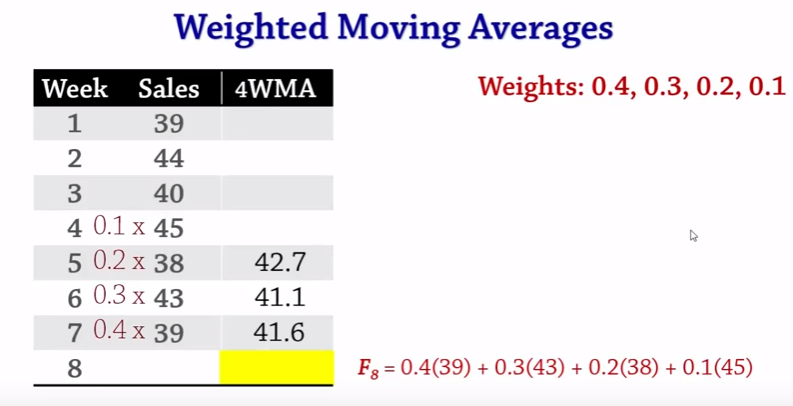 Weighted Moving Averages
Weights: 0.4, 0.3, 0.2, 0.1
Week Sales 4WMA
1 39
2 44
3 40
4 0.1 x 45
5 0.2 x 38 42.7
6 0.3 x 43 41.1
7 0.4 x 39 41.6
8
F₈ = 0.4(39) + 0.3(43) + 0.2(38) + 0.1(45)